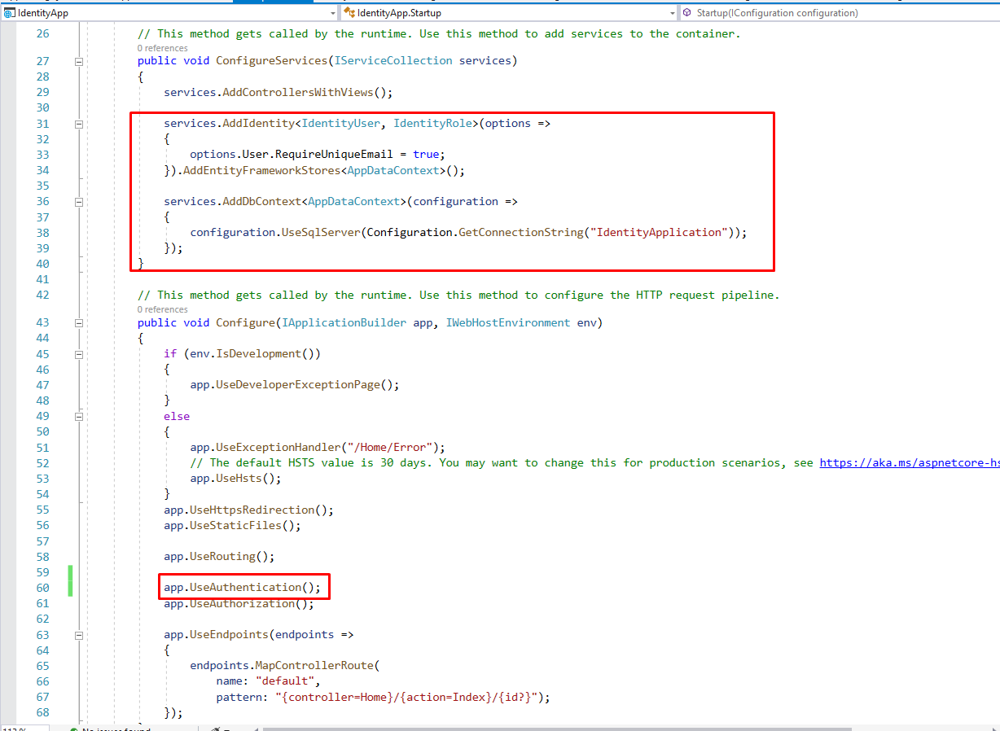 IdentityApp IdentityApp.Startup Startup(IConfiguration configuration)
26 // This method gets called by the runtime. Use this method to add services to the container.
0 references
27 public void ConfigureServices(IServiceCollection services)
28 {
29 services.AddControllersWithViews();
30
31 services.AddIdentity<IdentityUser, IdentityRole>(options =>
32 {
33 options.User.RequireUniqueEmail = true;
34 }).AddEntityFrameworkStores<AppDataContext>();
35
36 services.AddDbContext<AppDataContext>(configuration =>
37 {
38 configuration.UseSqlServer(Configuration.GetConnectionString("IdentityApplication"));
39 });
40 }
41
42 // This method gets called by the runtime. Use this method to configure the HTTP request pipeline.
0 references
43 public void Configure(IApplicationBuilder app, IWebHostEnvironment env)
44 {
45 if (env.IsDevelopment())
46 {
47 app.UseDeveloperExceptionPage();
48 }
49 else
50 {
51 app.UseExceptionHandler("/Home/Error");
52 // The default HSTS value is 30 days. You may want to change this for production scenarios, see https://aka.ms/aspnetcore-hs
53 app.UseHsts();
54 }
55 app.UseHttpsRedirection();
56 app.UseStaticFiles();
57
58 app.UseRouting();
59
60 app.UseAuthentication();
61 app.UseAuthorization();
62
63 app.UseEndpoints(endpoints =>
64 {
65 endpoints.MapControllerRoute(
66 name: "default",
67 pattern: "{controller=Home}/{action=Index}/{id?}");
68 });
No issues found